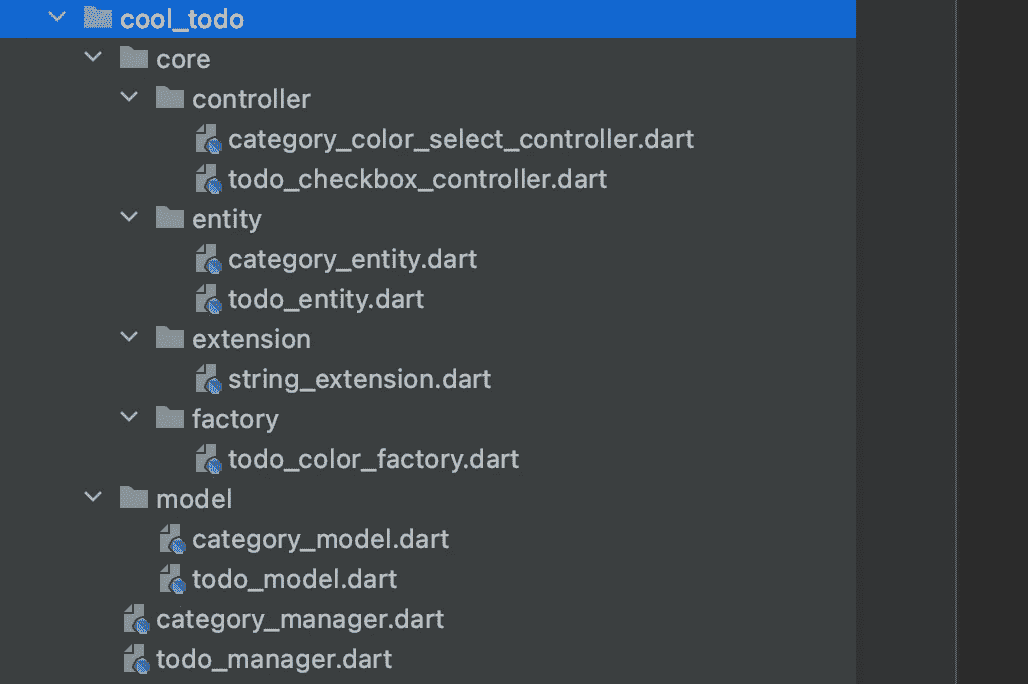 cool_todo
core
controller
category_color_select_controller.dart
todo_checkbox_controller.dart
entity
category_entity.dart
todo_entity.dart
extension
string_extension.dart
factory
todo_color_factory.dart
model
category_model.dart
todo_model.dart
category_manager.dart
todo_manager.dart